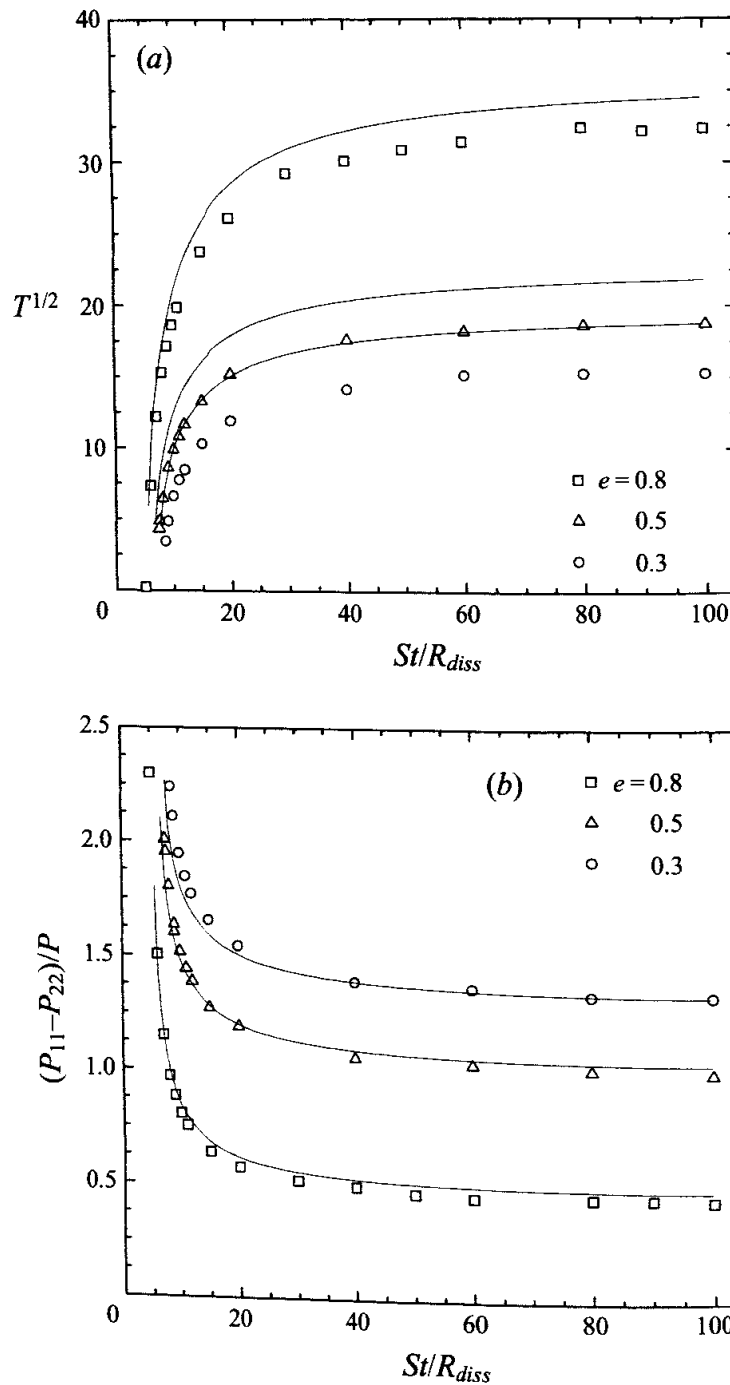 40
(a)
30
T^{1/2}
20
10
□ e = 0.8
△ 0.5
○ 0.3
0 20 40 60 80 100
St/R_{diss}
2.5
(b)
□ e = 0.8
△ 0.5
○ 0.3
2.0
1.5
(P_{11}–P_{22})/P
1.0
0.5
0 20 40 60 80 100
St/R_{diss}